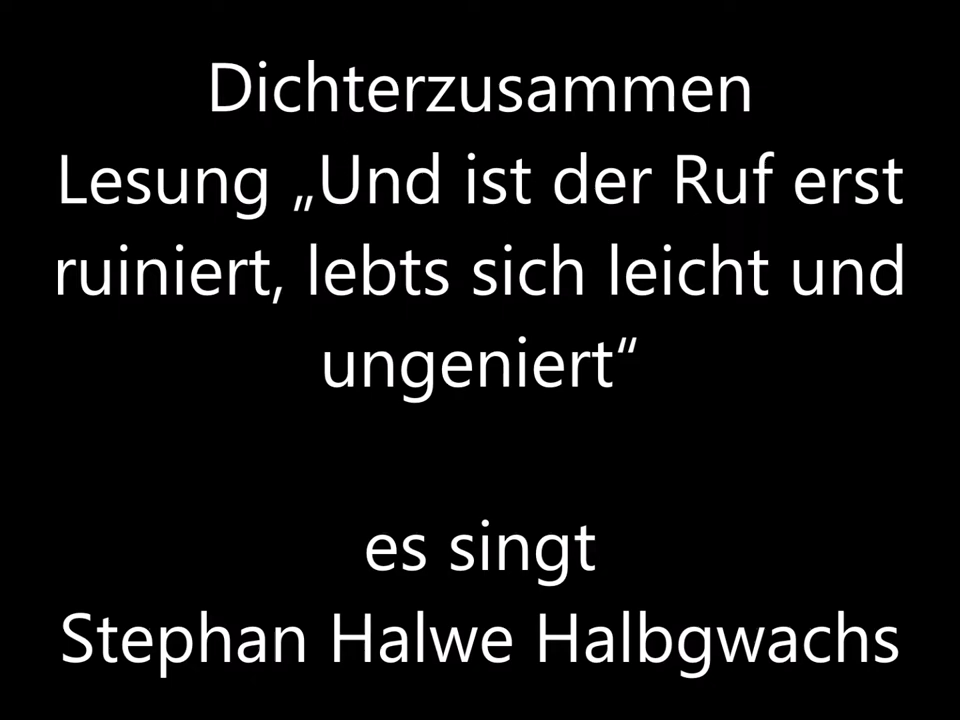 Dichterzusammen
Lesung „Und ist der Ruf erst
ruiniert, lebts sich leicht und
ungeniert“
es singt
Stephan Halwe Halbgwachs